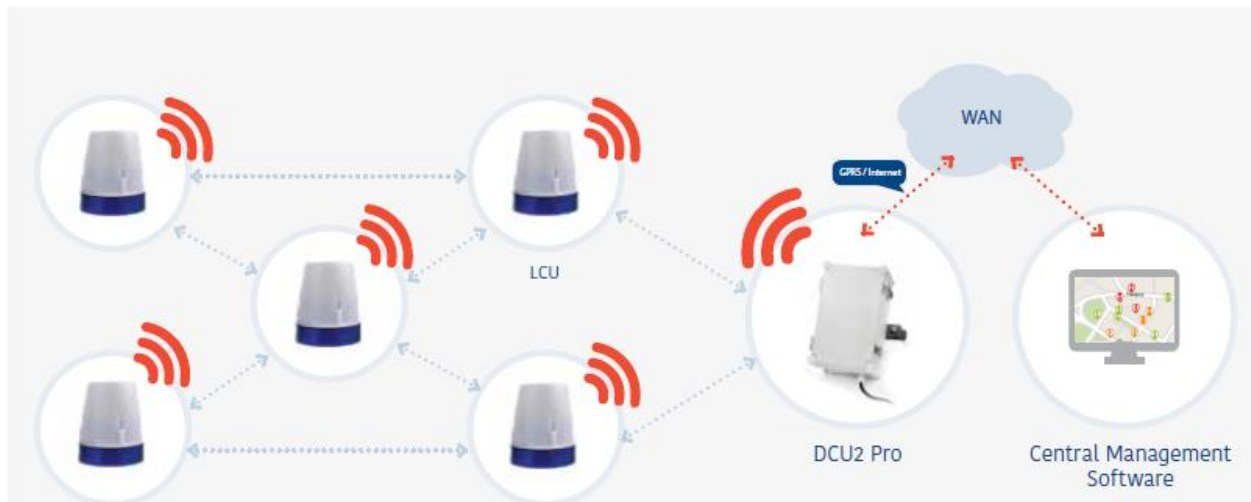 WAN
GPRS / Internet
LCU
DCU2 Pro
Central Management
Software